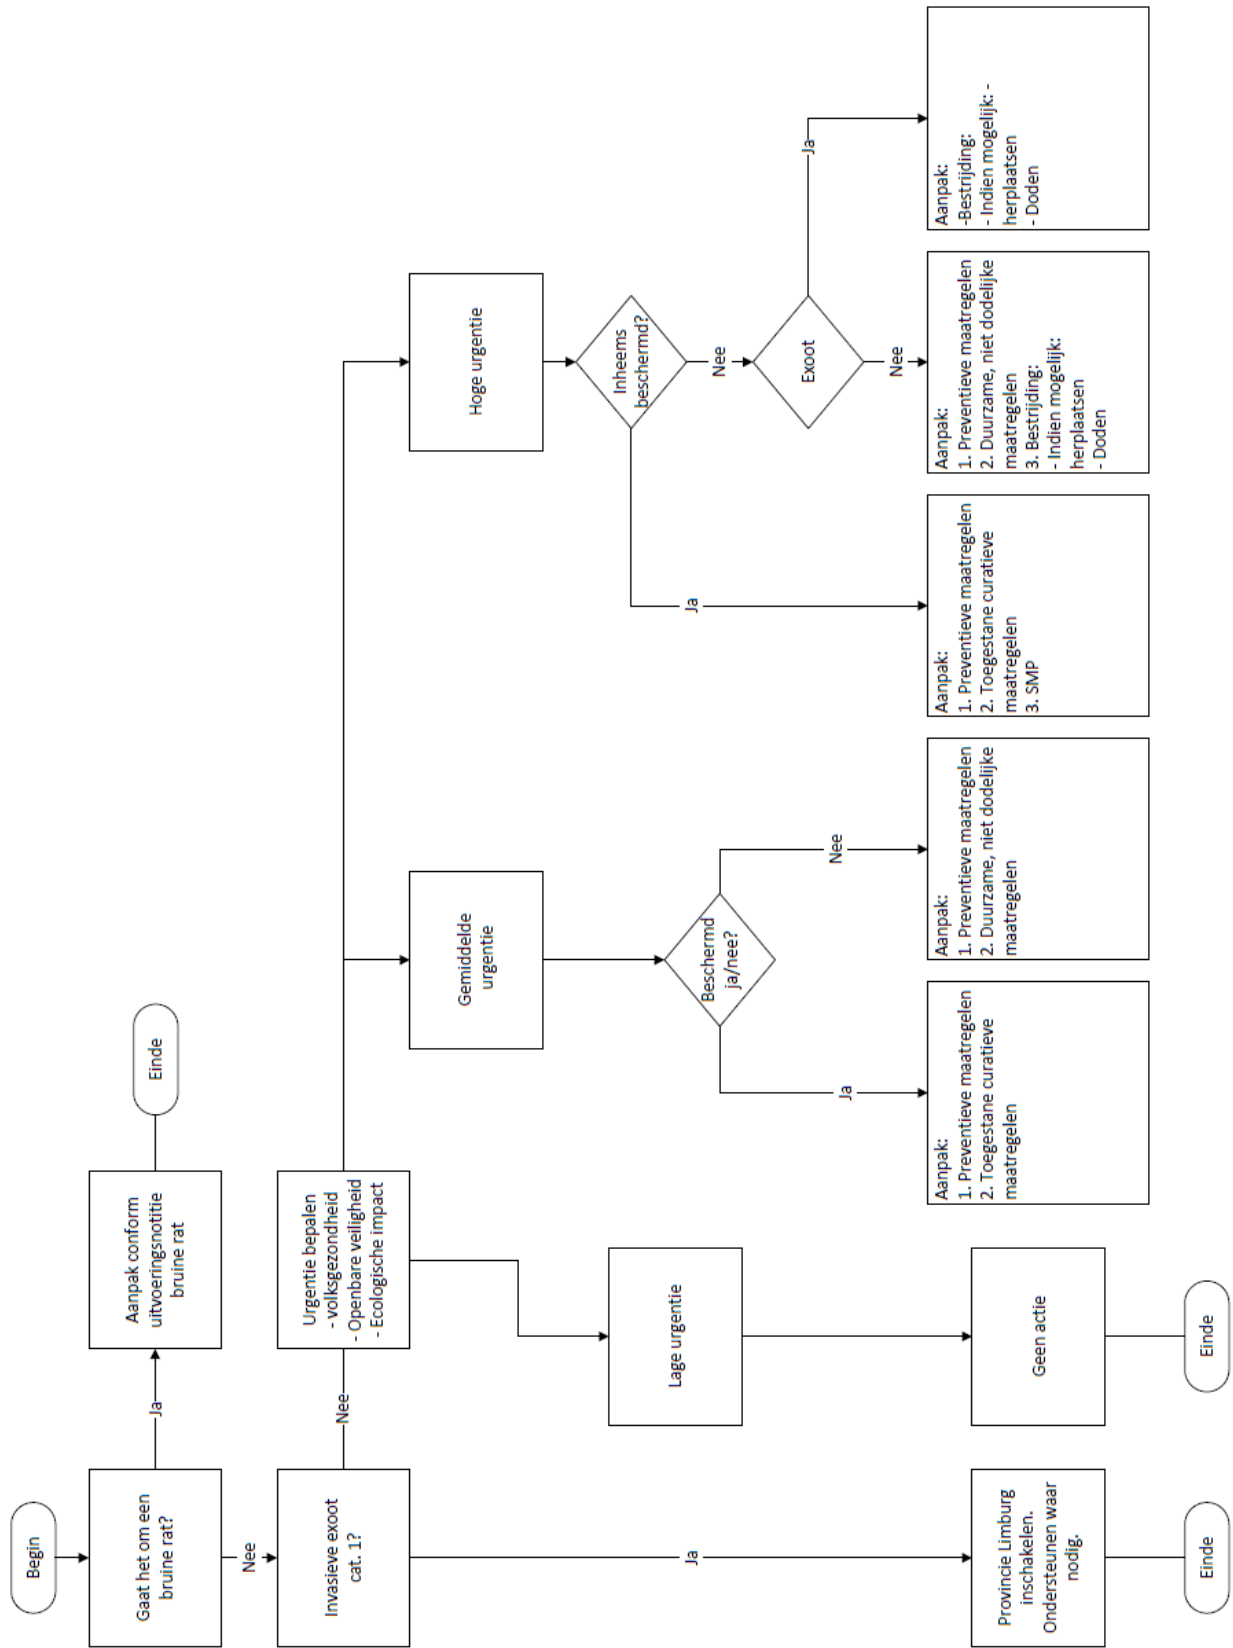 Begin
Gaat het om een
bruine rat?
Ja
Aanpak conform
uitvoeringsnotitie
bruine rat
Einde
Nee
Invasieve exoot
cat. 1?
Nee
Urgentie bepalen
- volksgezondheid
- Openbare veiligheid
- Ecologische impact
Ja
Provincie Limburg
inschakelen.
Ondersteunen waar
nodig.
Einde
Lage urgentie
Geen actie
Einde
Gemiddelde
urgentie
Beschermd
ja/nee?
Ja
Aanpak:
1. Preventieve maatregelen
2. Toegestane curatieve
maatregelen
Nee
Aanpak:
1. Preventieve maatregelen
2. Duurzame, niet dodelijke
maatregelen
Hoge urgentie
Inheems
beschermd?
Ja
Aanpak:
1. Preventieve maatregelen
2. Toegestane curatieve
maatregelen
3. SMP
Nee
Exoot
Nee
Aanpak:
1. Preventieve maatregelen
2. Duurzame, niet dodelijke
maatregelen
3. Bestrijding:
- Indien mogelijk:
herplaatsen
- Doden
Ja
Aanpak:
-Bestrijding:
- Indien mogelijk: -
herplaatsen
- Doden